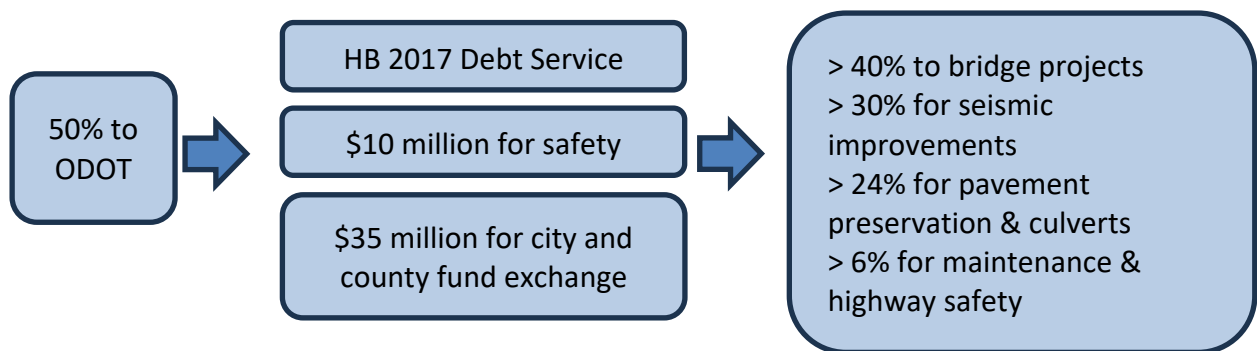 50% to
ODOT
HB 2017 Debt Service
$10 million for safety
$35 million for city and
county fund exchange
> 40% to bridge projects
> 30% for seismic
improvements
> 24% for pavement
preservation & culverts
> 6% for maintenance &
highway safety